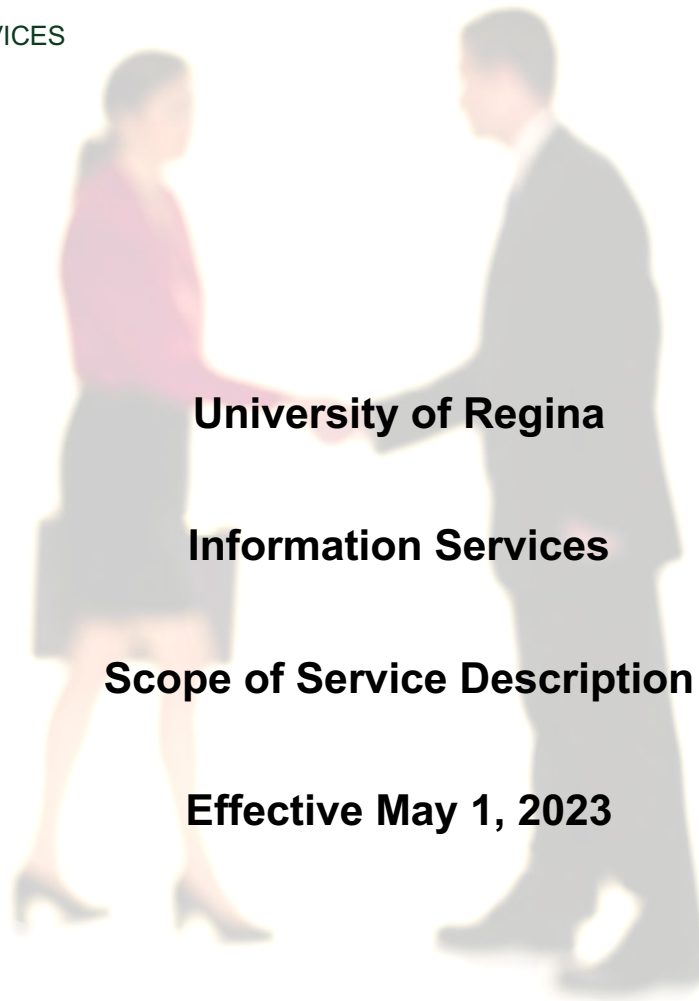 VICES
University of Regina
Information Services
Scope of Service Description
Effective May 1, 2023